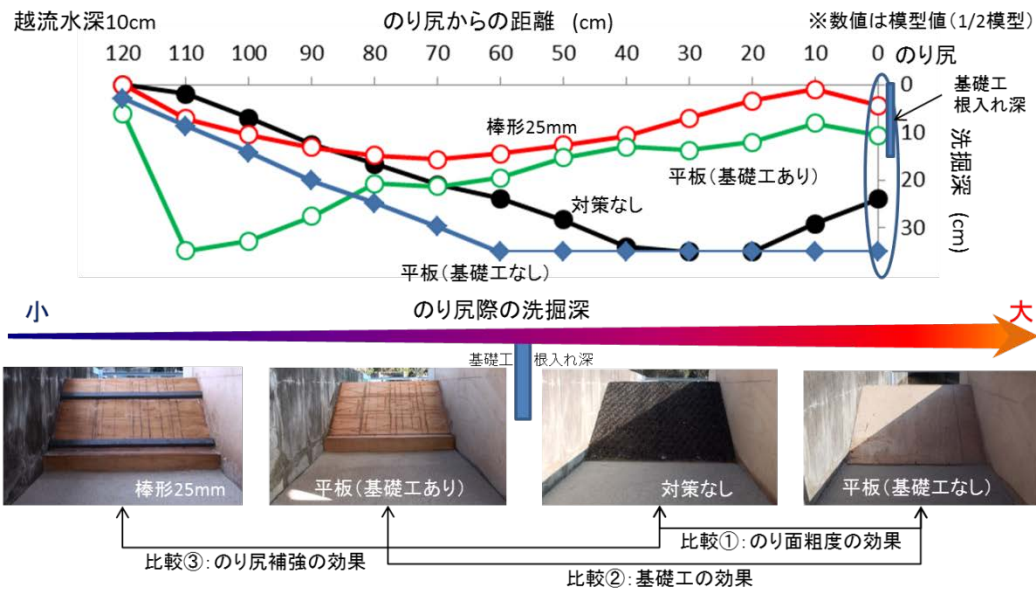 越流水深10cm
のり尻からの距離 (cm)
※数値は模型値(1/2模型)
120 110 100 90 80 70 60 50 40 30 20 10 0 のり尻
0
基礎工
根入れ深
10
20
30
洗掘深 (cm)
棒形25mm
平板(基礎工あり)
対策なし
平板(基礎工なし)
小
のり尻際の洗掘深
大
基礎工 根入れ深
棒形25mm
平板(基礎工あり)
対策なし
平板(基礎工なし)
比較①:のり面粗度の効果
比較③:のり尻補強の効果
比較②:基礎工の効果